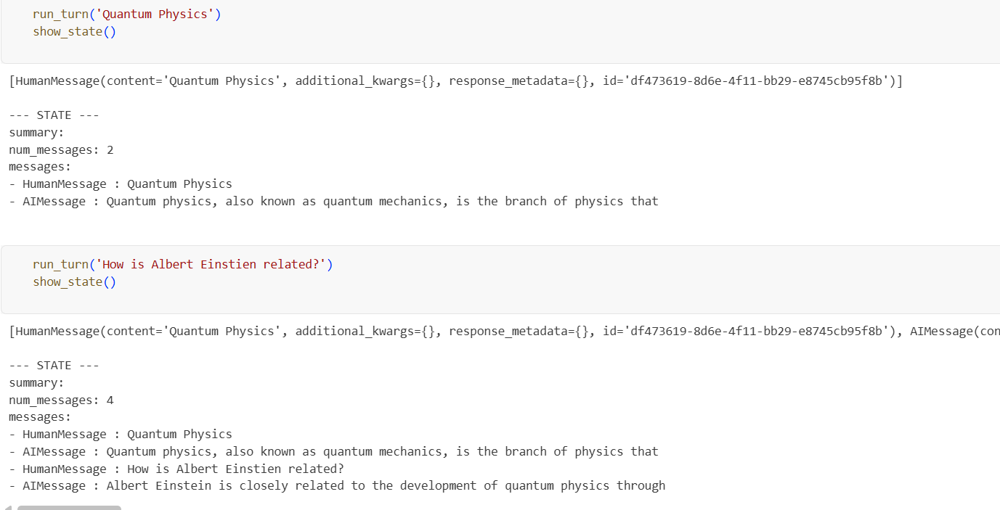 run_turn('Quantum Physics')
show_state()
[HumanMessage(content='Quantum Physics', additional_kwargs={}, response_metadata={}, id='df473619-8d6e-4f11-bb29-e8745cb95f8b')]
--- STATE ---
summary:
num_messages: 2
messages:
- HumanMessage : Quantum Physics
- AIMessage : Quantum physics, also known as quantum mechanics, is the branch of physics that
run_turn('How is Albert Einstien related?')
show_state()
[HumanMessage(content='Quantum Physics', additional_kwargs={}, response_metadata={}, id='df473619-8d6e-4f11-bb29-e8745cb95f8b'), AIMessage(con
--- STATE ---
summary:
num_messages: 4
messages:
- HumanMessage : Quantum Physics
- AIMessage : Quantum physics, also known as quantum mechanics, is the branch of physics that
- HumanMessage : How is Albert Einstien related?
- AIMessage : Albert Einstein is closely related to the development of quantum physics through